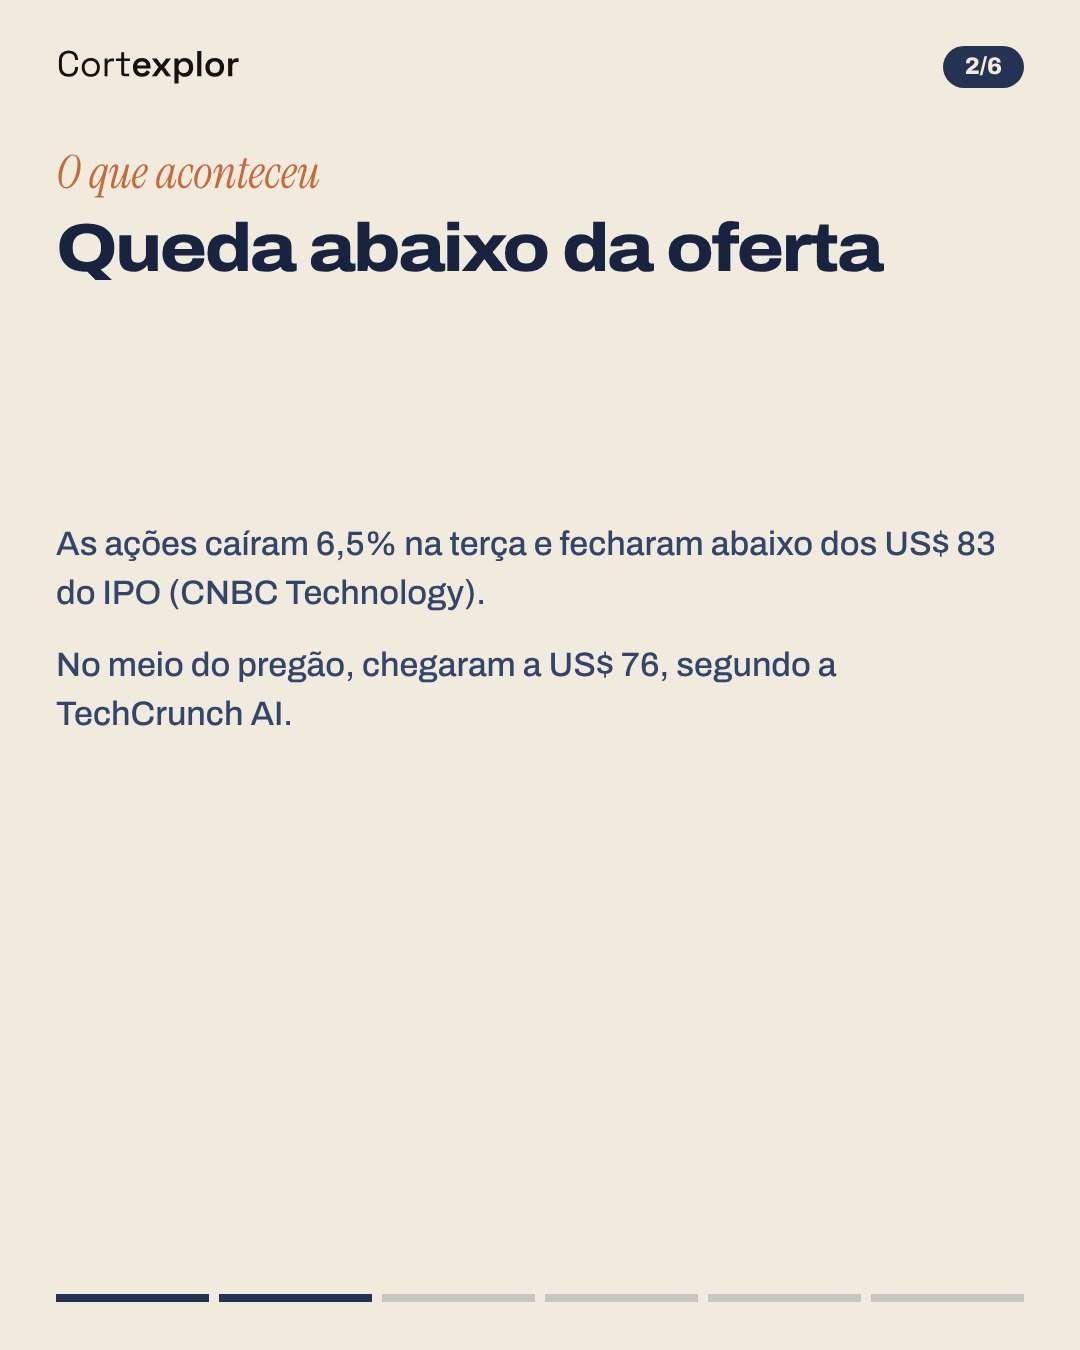 Cortexplor
2/6
O que aconteceu
Queda abaixo da oferta
As ações caíram 6,5% na terça e fecharam abaixo dos US$ 83
do IPO (CNBC Technology).
No meio do pregão, chegaram a US$ 76, segundo a
TechCrunch AI.